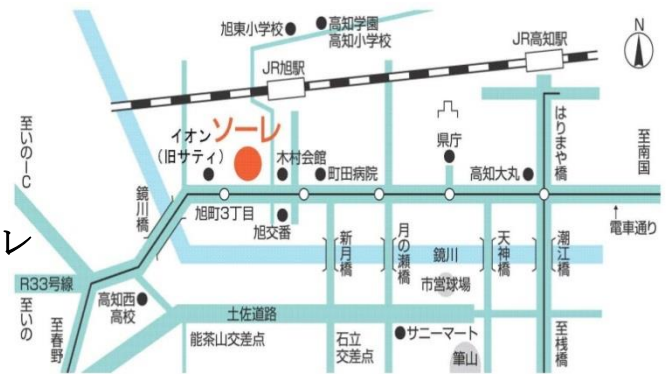 旭東小学校
高知学園
高知小学校
N
JR高知駅
JR旭駅
至いのIC
イオン
(旧サティ)
ソーレ
木村会館
町田病院
県庁
高知大丸
はりまや橋
至南国
鏡川橋
旭町3丁目
旭交番
電車通り
レ
新月橋
月の瀬橋
鏡川
天神橋
潮江橋
市営球場
R33号線
至いの
至春野
高知西
高校
土佐道路
能茶山交差点
石立
交差点
サニーマート
筆山
至桟橋